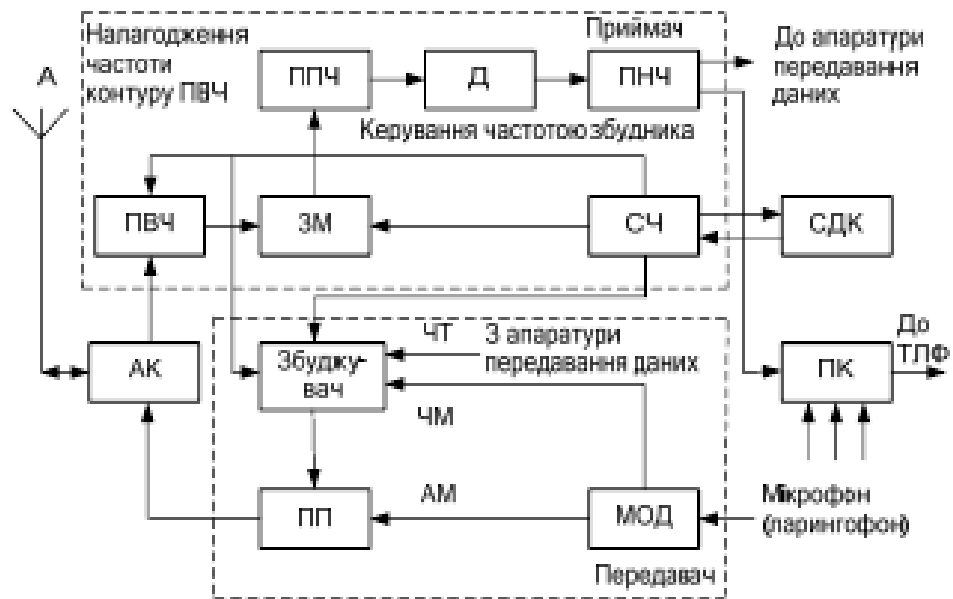 Налагодження
частоти
контуру ПВЧ
Приймач
До апаратури
передавання
даних
А
ППЧ
Д
ПНЧ
Керування частотою збудника
ПВЧ
ЗМ
СЧ
СДК
ЧТ
З апаратури
передавання даних
До
ТЛФ
АК
Збуджу-
вач
ПК
ЧМ
АМ
ПП
МОД
Мікрофон
(ларингофон)
Передавач